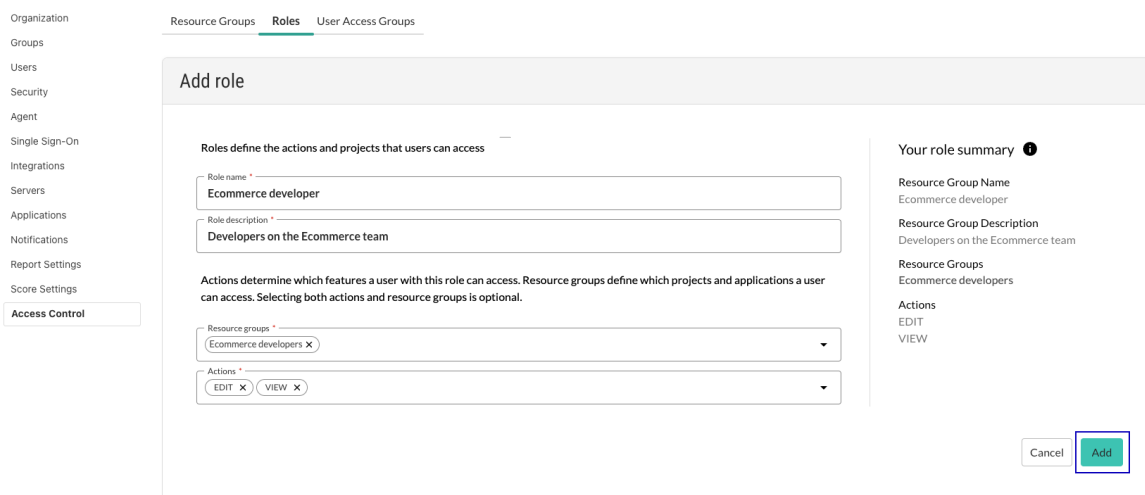 Organization
Groups
Users
Security
Agent
Single Sign-On
Integrations
Servers
Applications
Notifications
Report Settings
Score Settings
Access Control
Resource Groups Roles User Access Groups
Add role
Roles define the actions and projects that users can access
Role name *
Ecommerce developer
Role description *
Developers on the Ecommerce team
Actions determine which features a user with this role can access. Resource groups define which projects and applications a user
can access. Selecting both actions and resource groups is optional.
Resource groups *
Ecommerce developers
Actions *
EDIT VIEW
Your role summary
Resource Group Name
Ecommerce developer
Resource Group Description
Developers on the Ecommerce team
Resource Groups
Ecommerce developers
Actions
EDIT
VIEW
Cancel Add